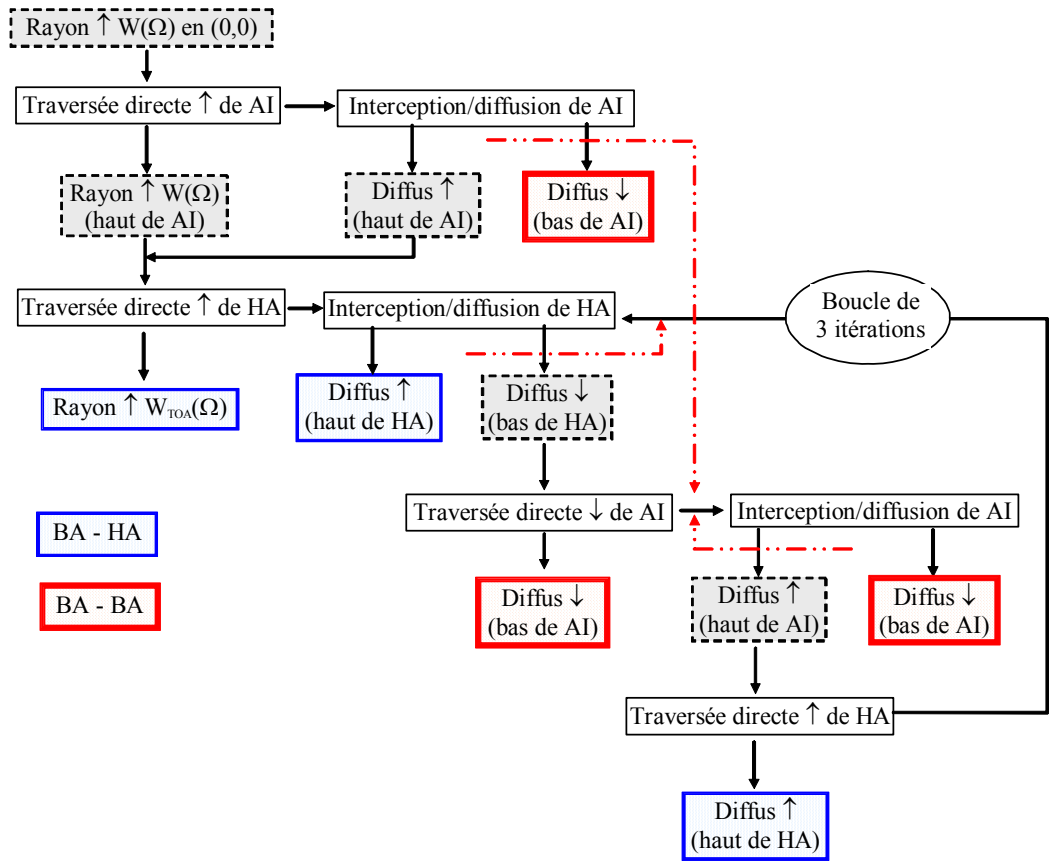 Rayon ↑ W(Ω) en (0,0)
Traversée directe ↑ de AI
Interception/diffusion de AI
Rayon ↑ W(Ω)
(haut de AI)
Diffus ↑
(haut de AI)
Diffus ↓
(bas de AI)
Traversée directe ↑ de HA
Interception/diffusion de HA
Boucle de
3 itérations
Rayon ↑ WTOA(Ω)
Diffus ↑
(haut de HA)
Diffus ↓
(bas de HA)
Traversée directe ↓ de AI
Interception/diffusion de AI
BA - HA
BA - BA
Diffus ↓
(bas de AI)
Diffus ↑
(haut de AI)
Diffus ↓
(bas de AI)
Traversée directe ↑ de HA
Diffus ↑
(haut de HA)